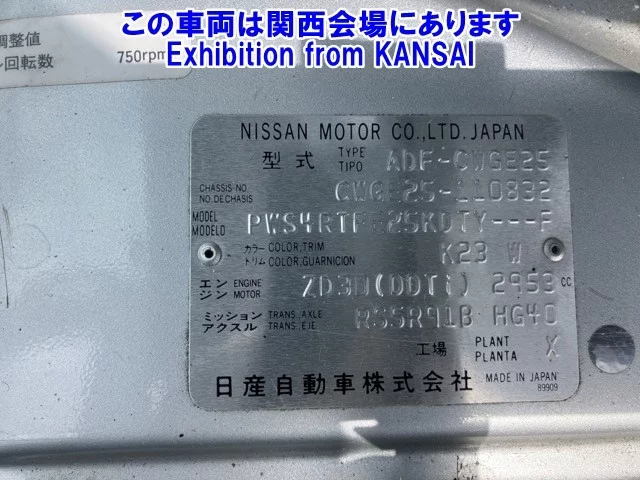 この車両は関西会場にあります
Exhibition from KANSAI
調整値
回転数 750rpm
NISSAN MOTOR CO.,LTD. JAPAN
型式 TYPE TIPO ADF-CWGE25
CHASSIS NO. NO.DECHASIS CWGE25-110832
MODEL MODELO PWS4RTFE25KDTY---F
カラー COLOR,TRIM K23 W
トリム COLOR,GUARNICION
エンジン ENGINE MOTOR ZD30(DDTi) 2953 cc
ミッション TRANS.,AXLE RS5R91B HG40
アクスル TRANS.,EJE
工場 PLANT PLANTA X
日産自動車株式会社 MADE IN JAPAN
89909